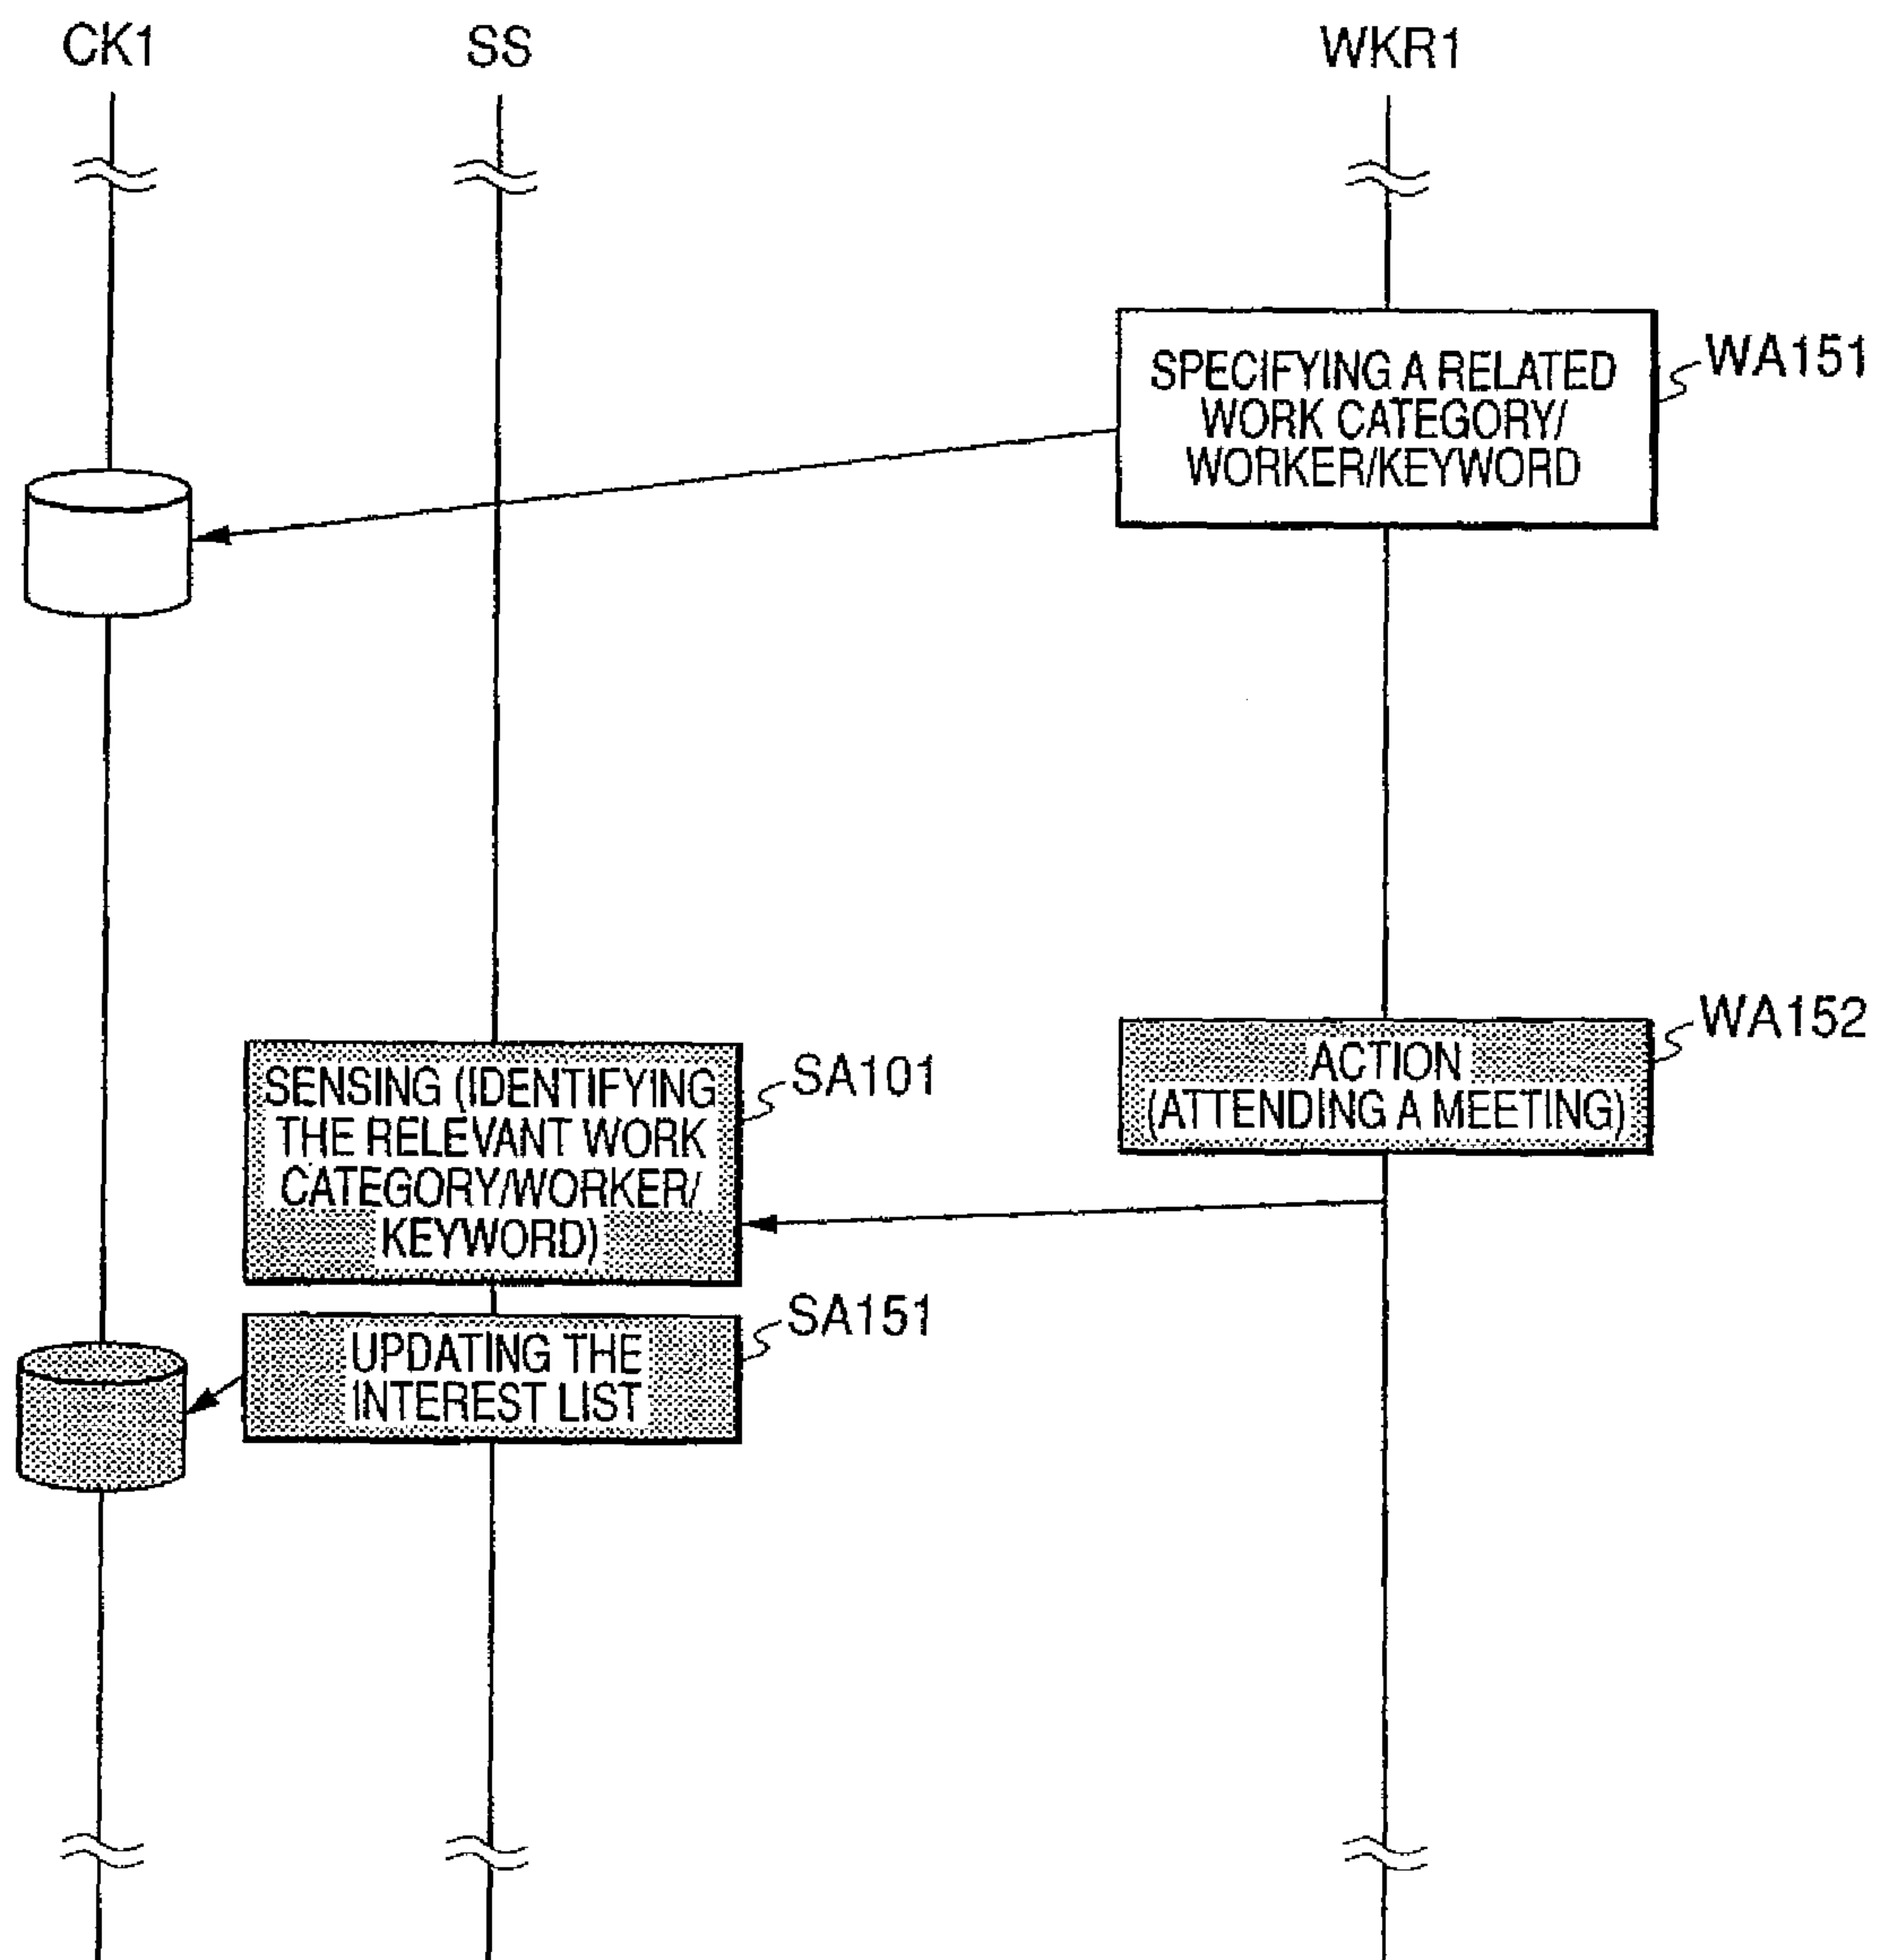 CK1
SS
WKR1
SPECIFYING A RELATED
WORK CATEGORY/
WORKER/KEYWORD
WA151
ACTION
(ATTENDING A MEETING)
WA152
SENSING (IDENTIFYING
THE RELEVANT WORK
CATEGORY/WORKER/
KEYWORD)
SA101
UPDATING THE
INTEREST LIST
SA151